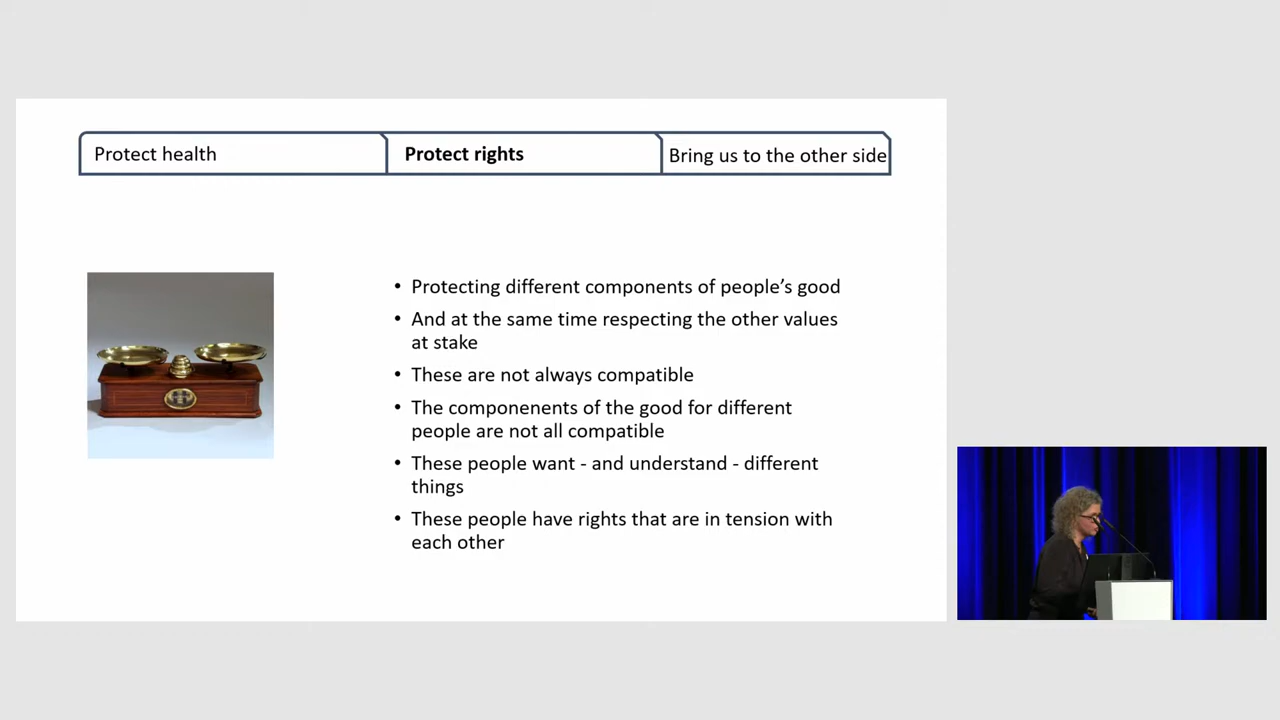 Protect health
Protect rights
Bring us to the other side
• Protecting different components of people’s good
• And at the same time respecting the other values
at stake
• These are not always compatible
• The componenents of the good for different
people are not all compatible
• These people want - and understand - different
things
• These people have rights that are in tension with
each other